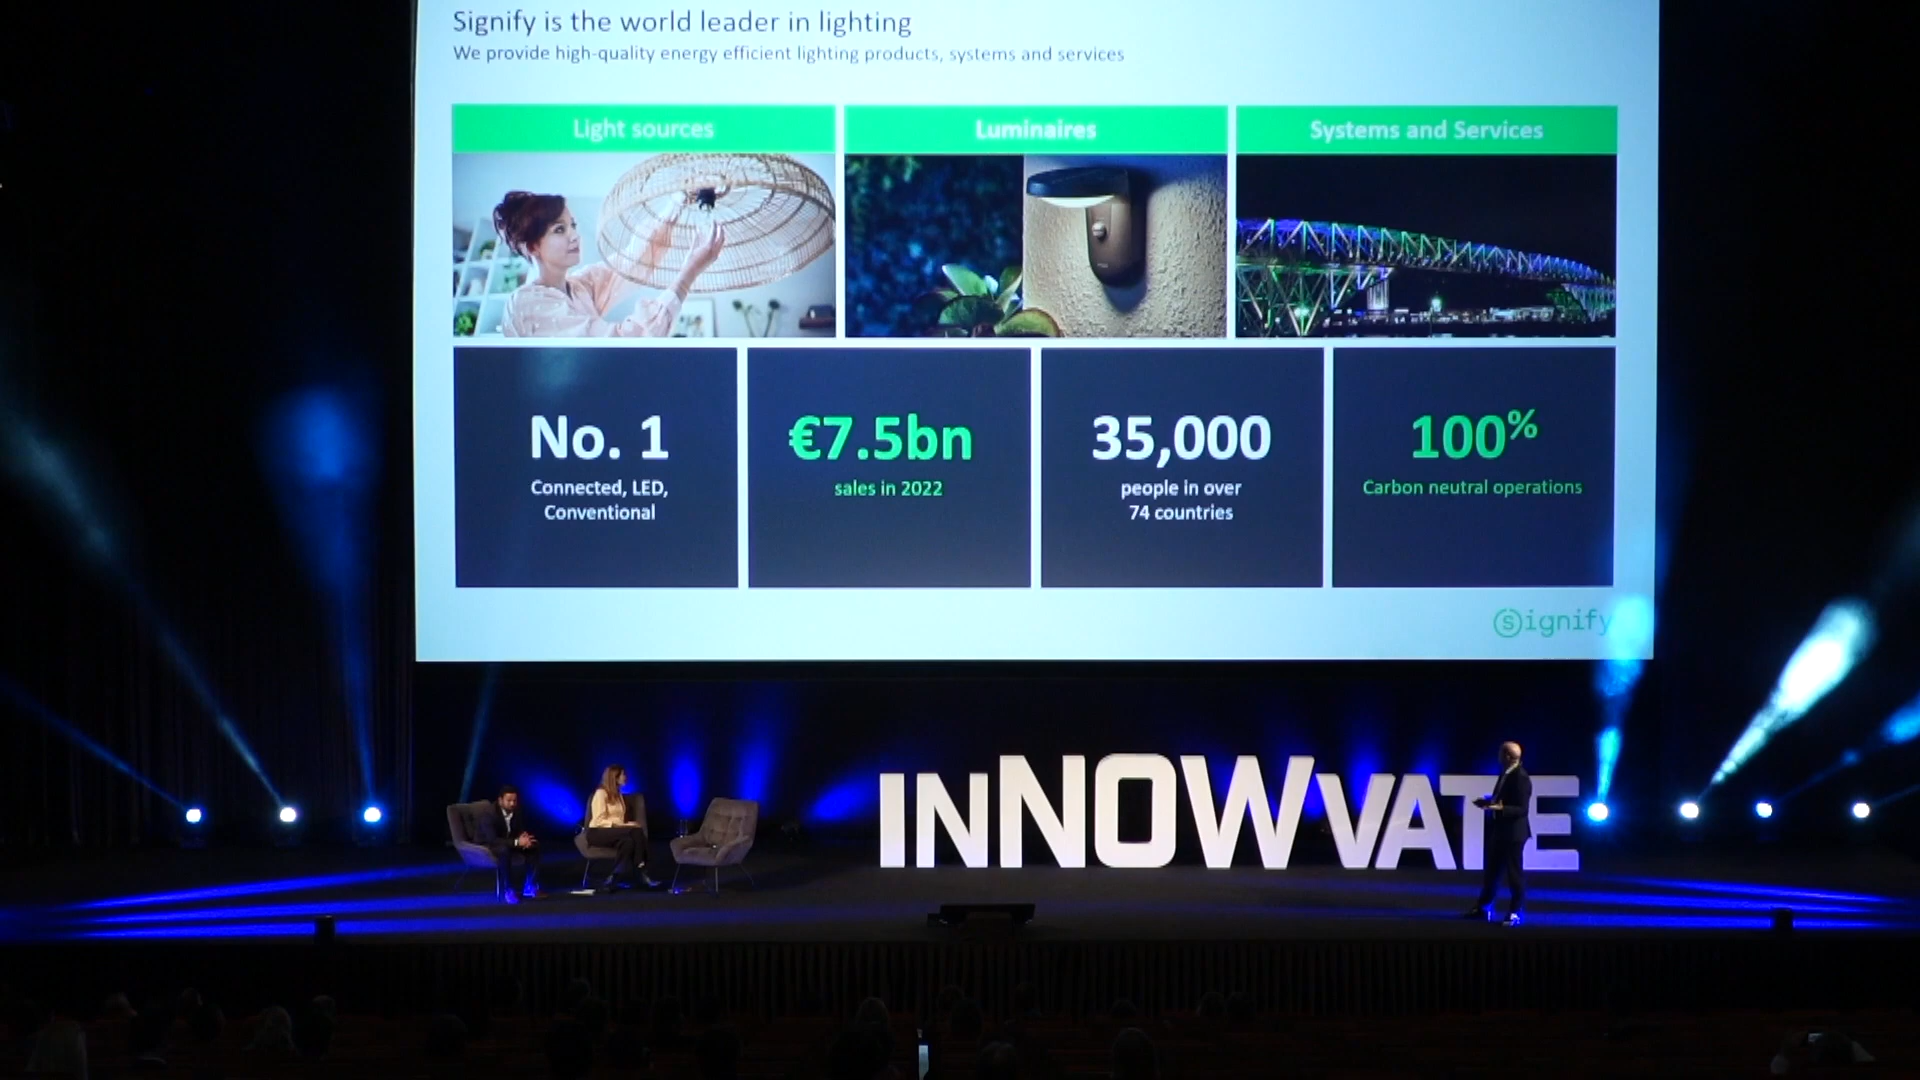 Signify is the world leader in lighting
We provide high-quality energy efficient lighting products, systems and services
Light sources
Luminaires
Systems and Services
No. 1
Connected, LED,
Conventional
€7.5bn
sales in 2022
35,000
people in over
74 countries
100%
Carbon neutral operations
Signify
INNOWVATE